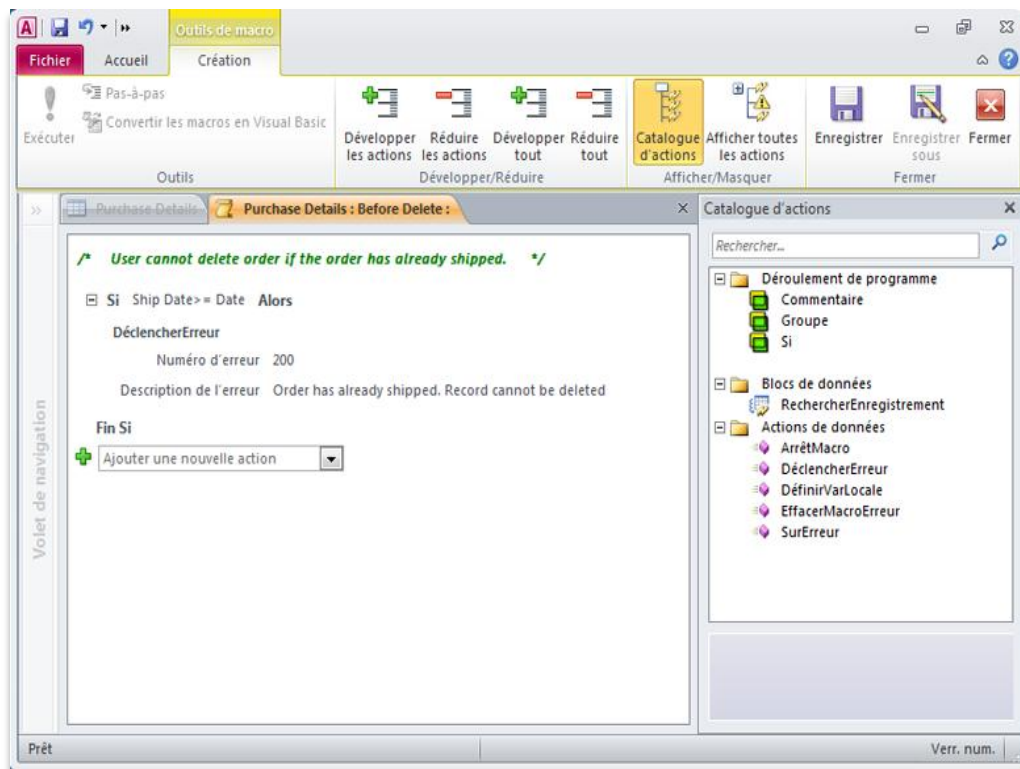 A
Outils de macro
Fichier Accueil Création
Exécuter
Pas-à-pas
Convertir les macros en Visual Basic
Outils
Développer les actions
Réduire les actions
Développer tout
Réduire tout
Développer/Réduire
Catalogue d'actions
Afficher toutes les actions
Afficher/Masquer
Enregistrer
Enregistrer sous
Fermer
Fermer
Purchase Details
Purchase Details : Before Delete :
Volet de navigation
/* User cannot delete order if the order has already shipped. */
Si Ship Date>= Date Alors
DéclencherErreur
Numéro d'erreur 200
Description de l'erreur Order has already shipped. Record cannot be deleted
Fin Si
Ajouter une nouvelle action
Catalogue d'actions
Rechercher...
Déroulement de programme
Commentaire
Groupe
Si
Blocs de données
RechercherEnregistrement
Actions de données
ArrêtMacro
DéclencherErreur
DéfinirVarLocale
EffacerMacroErreur
SurErreur
Prêt
Verr. num.